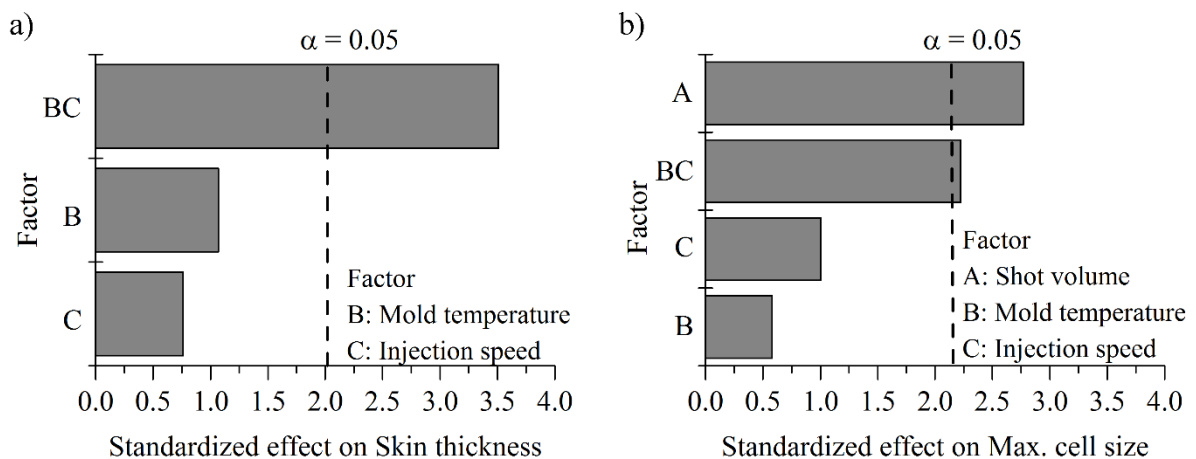 a)
α = 0.05
Factor
BC
B
C
Factor
B: Mold temperature
C: Injection speed
0.0 0.5 1.0 1.5 2.0 2.5 3.0 3.5 4.0
Standardized effect on Skin thickness
b)
α = 0.05
Factor
A
BC
C
B
Factor
A: Shot volume
B: Mold temperature
C: Injection speed
0.0 0.5 1.0 1.5 2.0 2.5 3.0 3.5 4.0
Standardized effect on Max. cell size